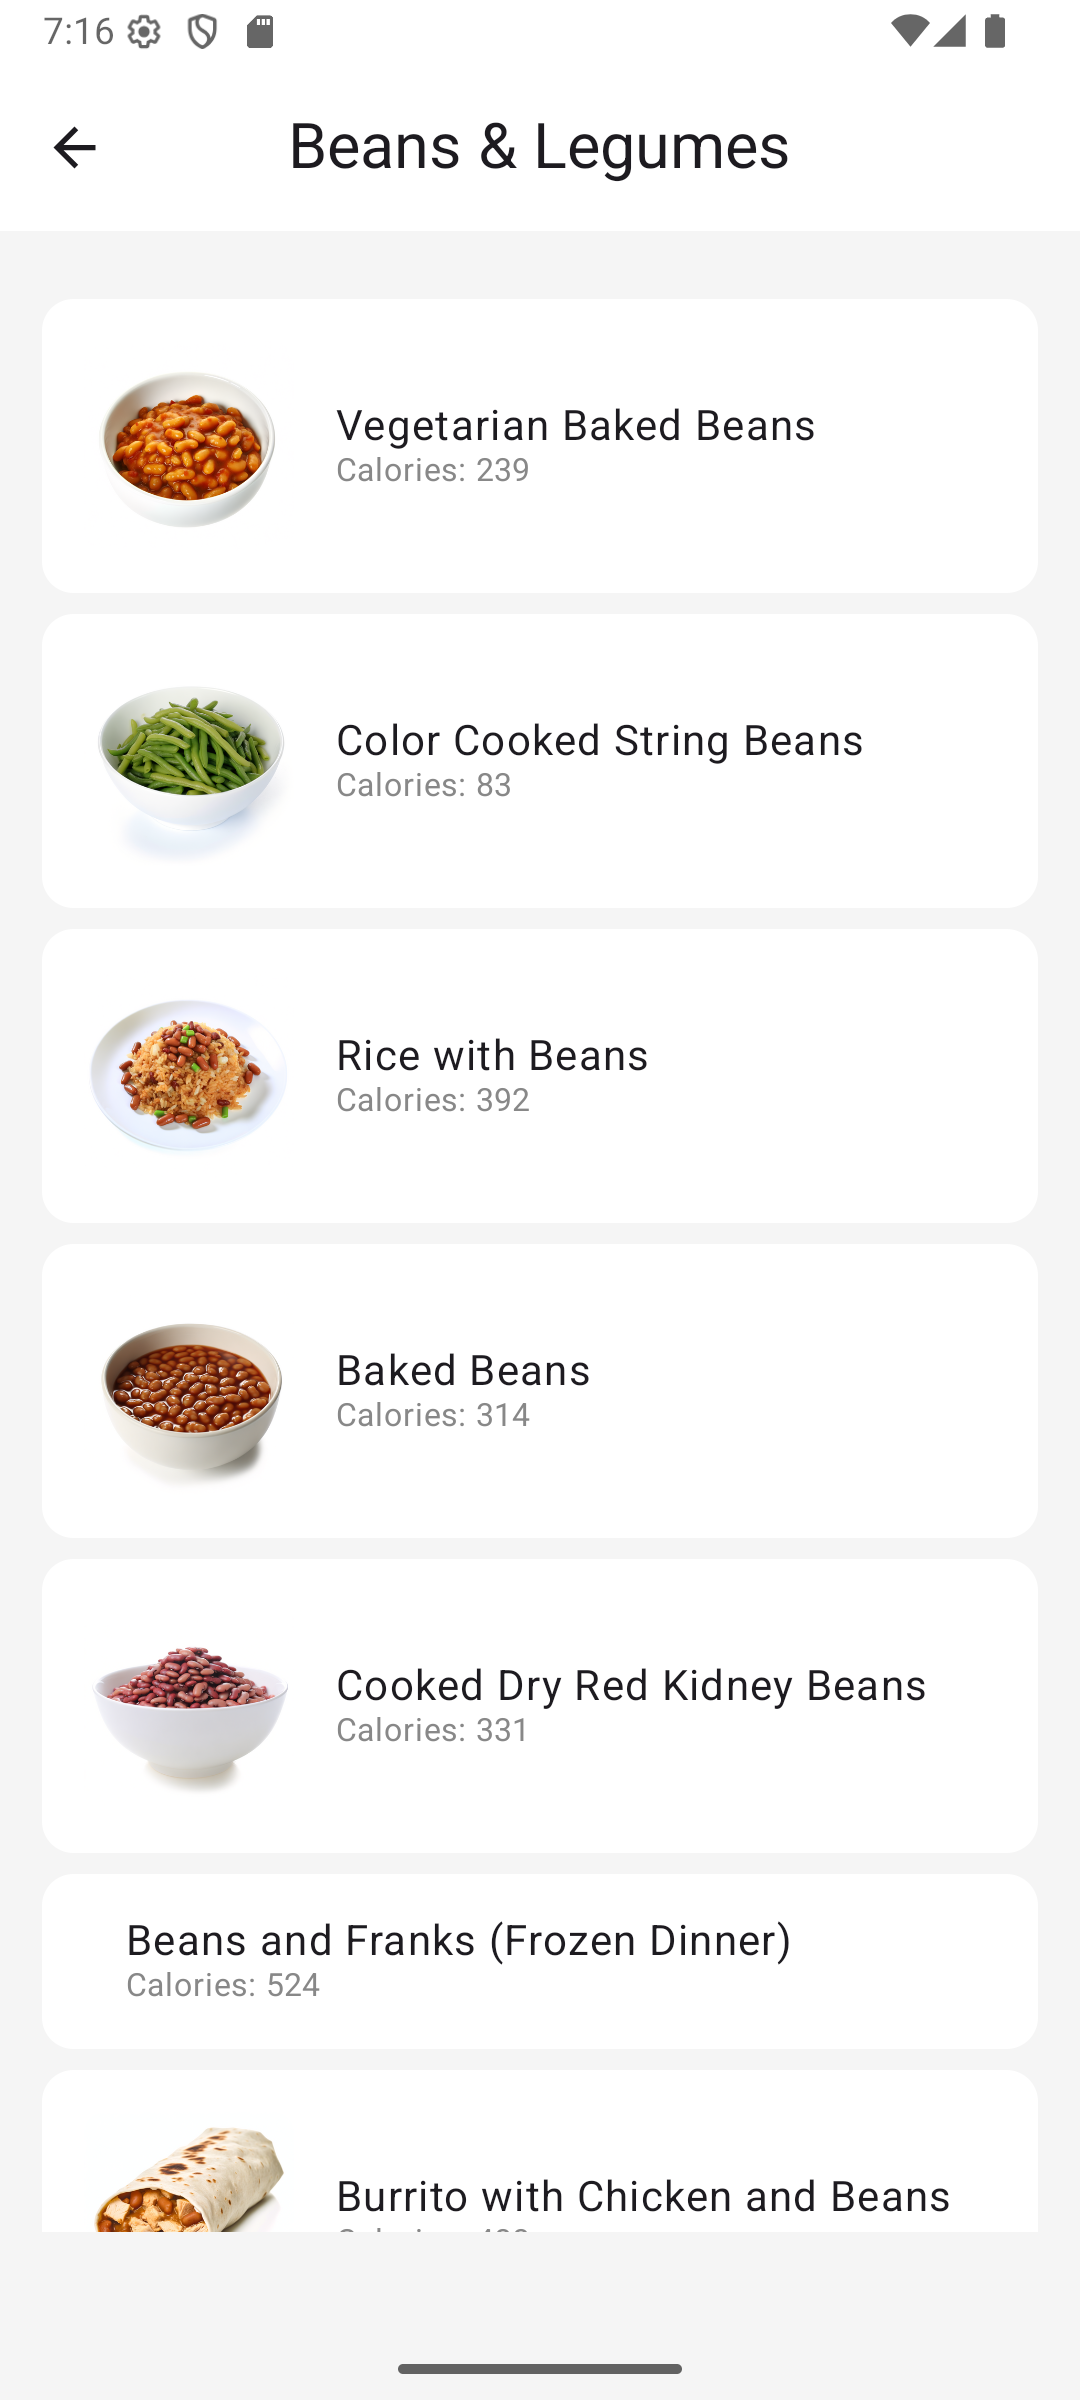 7:16
Beans & Legumes
Vegetarian Baked Beans
Calories: 239
Color Cooked String Beans
Calories: 83
Rice with Beans
Calories: 392
Baked Beans
Calories: 314
Cooked Dry Red Kidney Beans
Calories: 331
Beans and Franks (Frozen Dinner)
Calories: 524
Burrito with Chicken and Beans